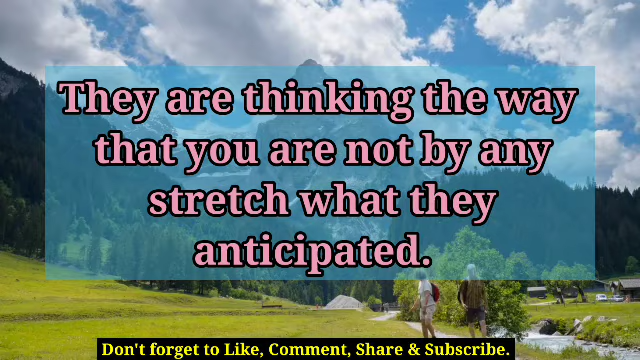 They are thinking the way
that you are not by any
stretch what they
anticipated.
Don't forget to Like, Comment, Share & Subscribe.